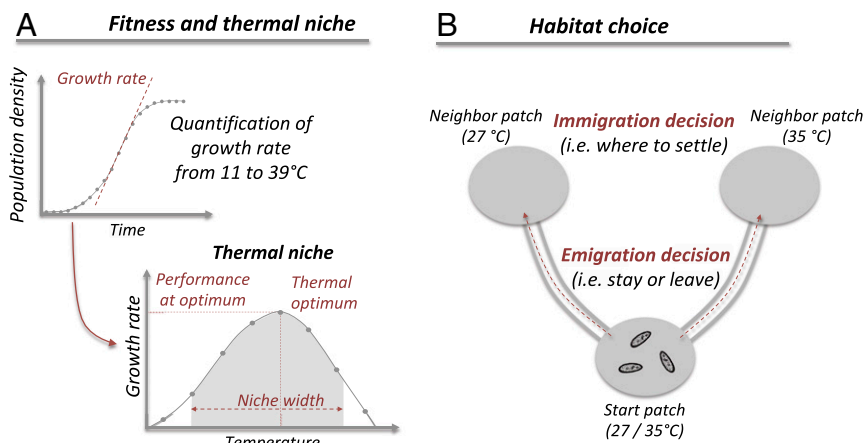 A
Fitness and thermal niche
Growth rate
Population density
Quantification of
growth rate
from 11 to 39°C
Time
Thermal niche
Performance
at optimum
Thermal
optimum
Growth rate
Niche width
Temperature
B
Habitat choice
Neighbor patch
(27 °C)
Immigration decision
(i.e. where to settle)
Neighbor patch
(35 °C)
Emigration decision
(i.e. stay or leave)
Start patch
(27 / 35°C)